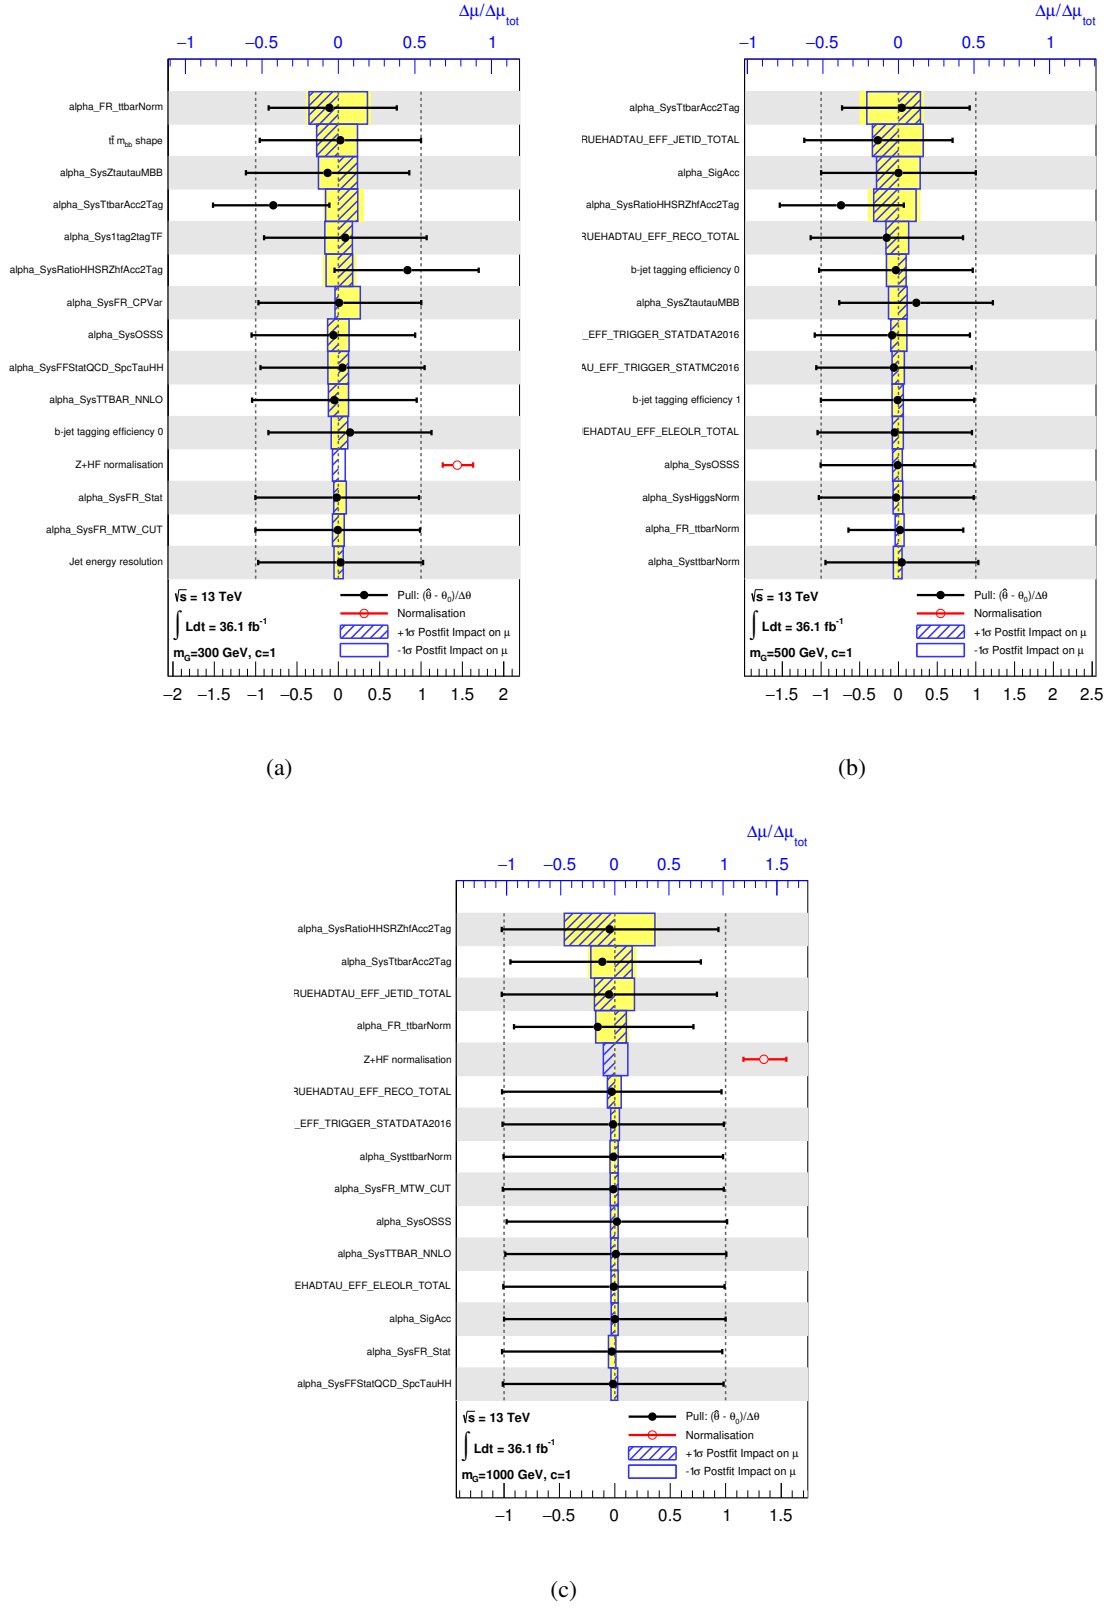 Δμ/Δμtot
−1 −0.5 0 0.5 1
alpha_FR_ttbarNorm
tt̄ mbb shape
alpha_SysZtautauMBB
alpha_SysTtbarAcc2Tag
alpha_Sys1tag2tagTF
alpha_SysRatioHHSRZhfAcc2Tag
alpha_SysFR_CPVar
alpha_SysOSSS
alpha_SysFFStatQCD_SpcTauHH
alpha_SysTTBAR_NNLO
b-jet tagging efficiency 0
Z+HF normalisation
alpha_SysFR_Stat
alpha_SysFR_MTW_CUT
Jet energy resolution
√s = 13 TeV
∫ Ldt = 36.1 fb-1
mG=300 GeV, c=1
Pull: (θ̂ - θ0)/Δθ
Normalisation
+1σ Postfit Impact on μ
-1σ Postfit Impact on μ
−2 −1.5 −1 −0.5 0 0.5 1 1.5 2
(a)
Δμ/Δμtot
−1 −0.5 0 0.5 1
alpha_SysTtbarAcc2Tag
RUEHADTAU_EFF_JETID_TOTAL
alpha_SigAcc
alpha_SysRatioHHSRZhfAcc2Tag
RUEHADTAU_EFF_RECO_TOTAL
b-jet tagging efficiency 0
alpha_SysZtautauMBB
_EFF_TRIGGER_STATDATA2016
AU_EFF_TRIGGER_STATMC2016
b-jet tagging efficiency 1
EHADTAU_EFF_ELEOLR_TOTAL
alpha_SysOSSS
alpha_SysHiggsNorm
alpha_FR_ttbarNorm
alpha_SysttbarNorm
√s = 13 TeV
∫ Ldt = 36.1 fb-1
mG=500 GeV, c=1
Pull: (θ̂ - θ0)/Δθ
Normalisation
+1σ Postfit Impact on μ
-1σ Postfit Impact on μ
−1.5 −1 −0.5 0 0.5 1 1.5 2 2.5
(b)
Δμ/Δμtot
−1 −0.5 0 0.5 1 1.5
alpha_SysRatioHHSRZhfAcc2Tag
alpha_SysTtbarAcc2Tag
RUEHADTAU_EFF_JETID_TOTAL
alpha_FR_ttbarNorm
Z+HF normalisation
RUEHADTAU_EFF_RECO_TOTAL
_EFF_TRIGGER_STATDATA2016
alpha_SysttbarNorm
alpha_SysFR_MTW_CUT
alpha_SysOSSS
alpha_SysTTBAR_NNLO
EHADTAU_EFF_ELEOLR_TOTAL
alpha_SigAcc
alpha_SysFR_Stat
alpha_SysFFStatQCD_SpcTauHH
√s = 13 TeV
∫ Ldt = 36.1 fb-1
mG=1000 GeV, c=1
Pull: (θ̂ - θ0)/Δθ
Normalisation
+1σ Postfit Impact on μ
-1σ Postfit Impact on μ
−1 −0.5 0 0.5 1 1.5
(c)